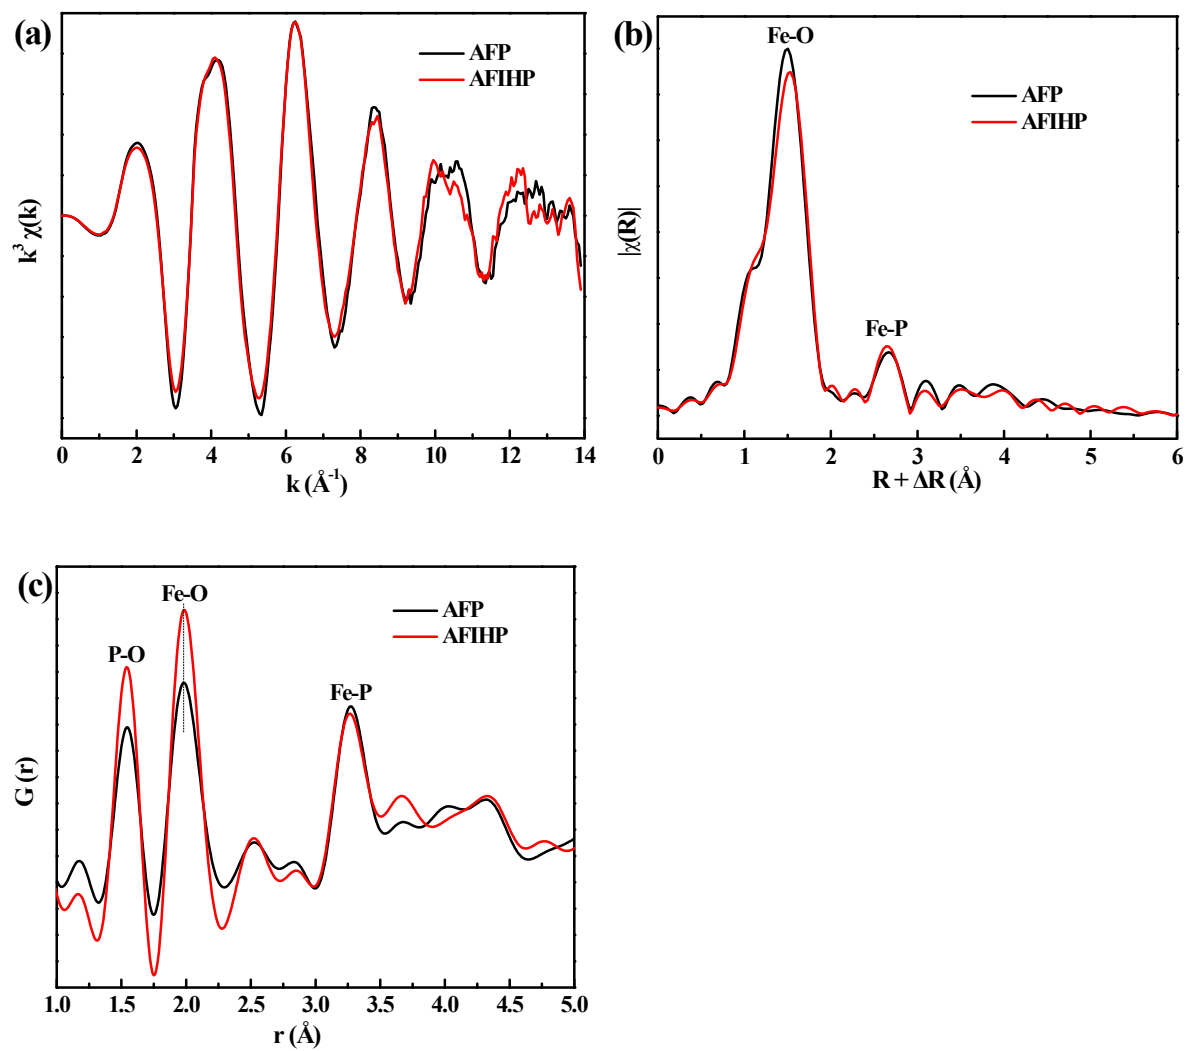 (a)
AFP
AFIHP
k³ χ(k)
0 2 4 6 8 10 12 14
k (Å⁻¹)
(b)
Fe-O
AFP
AFIHP
Fe-P
|χ(R)|
0 1 2 3 4 5 6
R + ΔR (Å)
(c)
Fe-O
AFP
AFIHP
P-O
Fe-P
G (r)
1.0 1.5 2.0 2.5 3.0 3.5 4.0 4.5 5.0
r (Å)